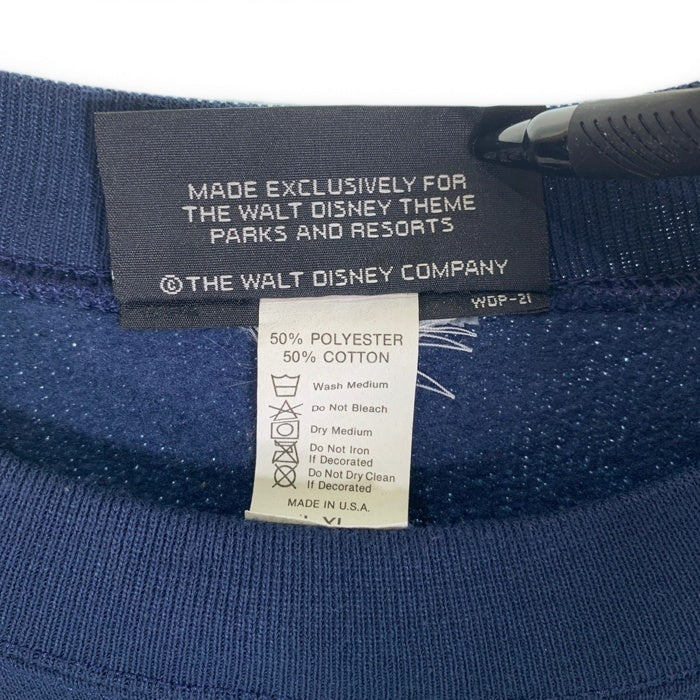 MADE EXCLUSIVELY FOR
THE WALT DISNEY THEME
PARKS AND RESORTS
© THE WALT DISNEY COMPANY
WDP-21
50% POLYESTER
50% COTTON
Wash Medium
Do Not Bleach
Dry Medium
Do Not Iron
If Decorated
Do Not Dry Clean
If Decorated
MADE IN U.S.A.
XL